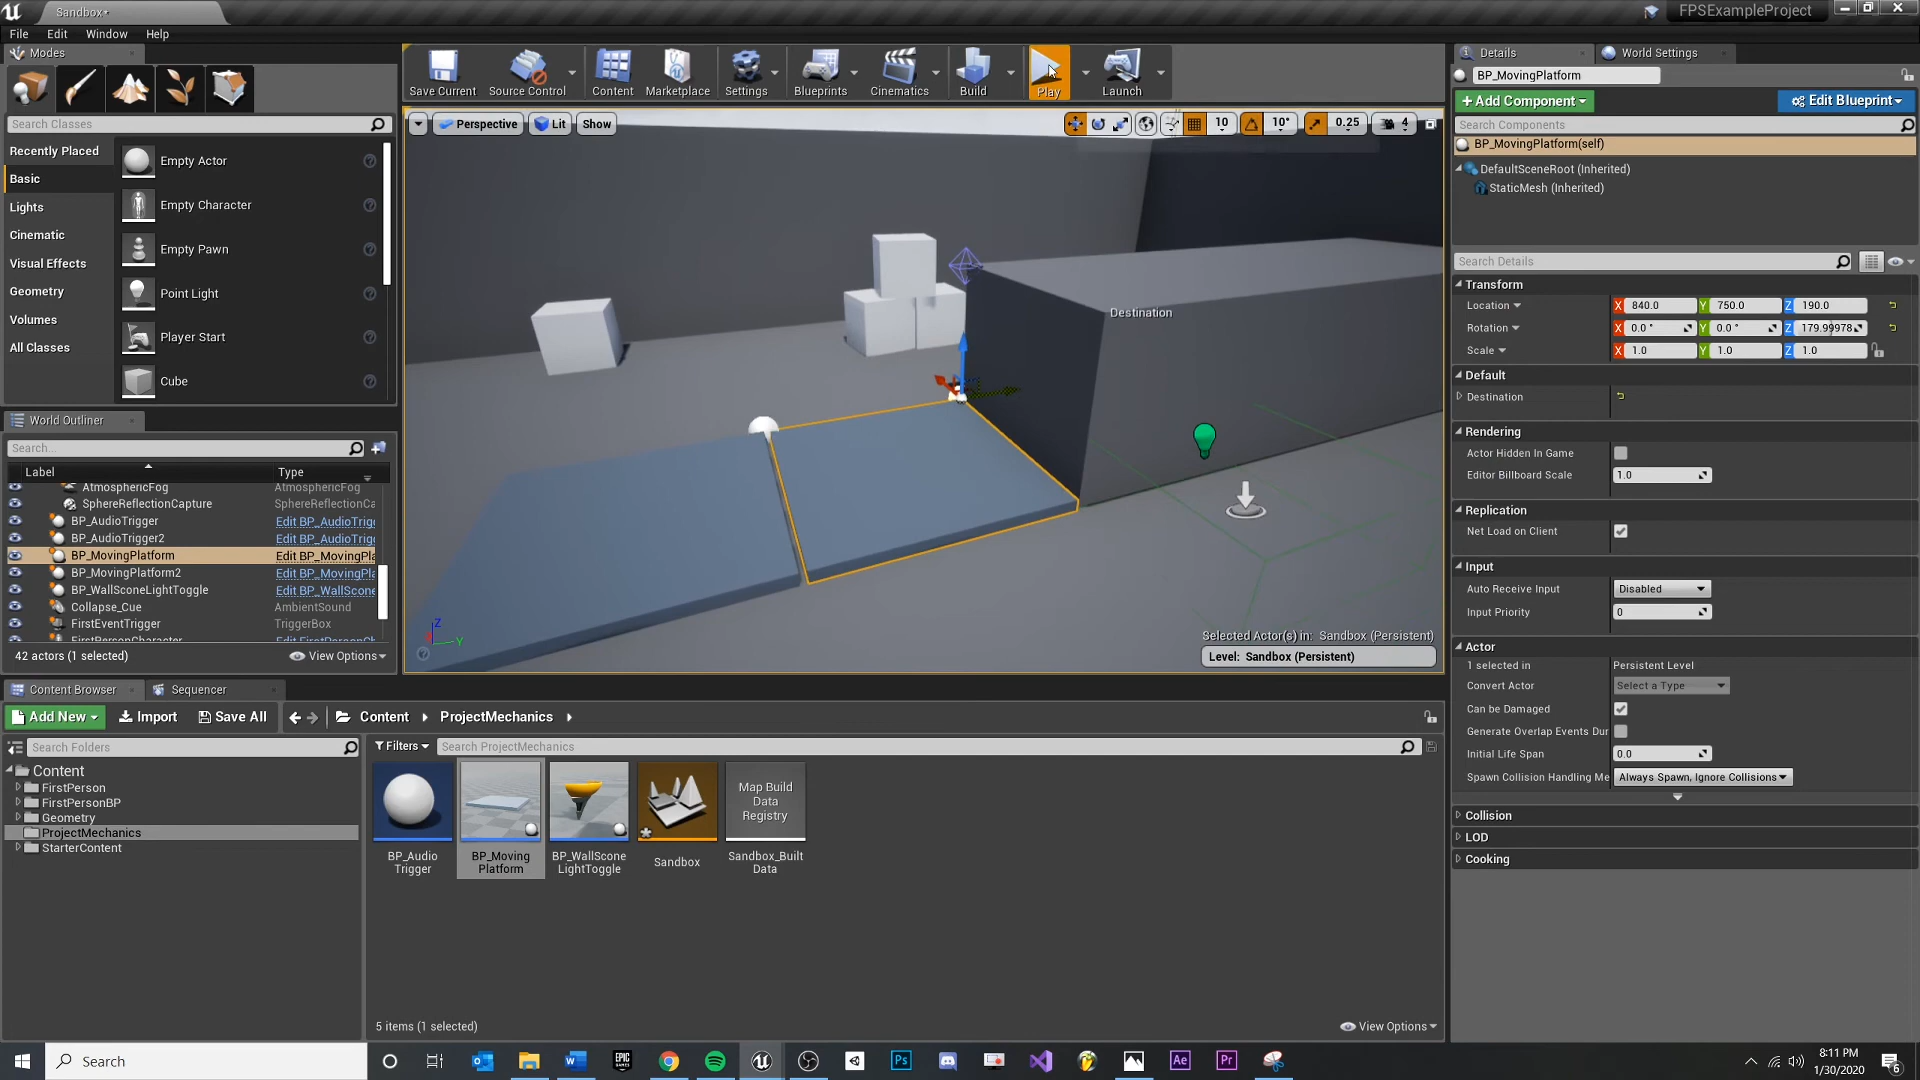 Sandbox•
FPSExampleProject
File Edit Window Help
Modes
Save Current
Source Control
Content
Marketplace
Settings
Blueprints
Cinematics
Build
Play
Launch
Search Classes
Recently Placed
Basic
Lights
Cinematic
Visual Effects
Geometry
Volumes
All Classes
Empty Actor
Empty Character
Empty Pawn
Point Light
Player Start
Cube
Perspective Lit Show
10 10° 0.25 4
Destination
Selected Actor(s) in: Sandbox (Persistent)
Level: Sandbox (Persistent)
Z
Y
World Outliner
Search...
Label Type
AtmosphericFog AtmosphericFog
SphereReflectionCapture SphereReflectionCa
BP_AudioTrigger Edit BP_AudioTrig
BP_AudioTrigger2 Edit BP_AudioTrig
BP_MovingPlatform Edit BP_MovingPla
BP_MovingPlatform2 Edit BP_MovingPla
BP_WallSconeLightToggle Edit BP_WallScone
Collapse_Cue AmbientSound
FirstEventTrigger TriggerBox
FirstPersonCharacter Edit FirstPersonCh
42 actors (1 selected)
View Options
Details World Settings
BP_MovingPlatform
+Add Component
Edit Blueprint
Search Components
BP_MovingPlatform(self)
DefaultSceneRoot (Inherited)
StaticMesh (Inherited)
Search Details
Transform
Location X 840.0 Y 750.0 Z 190.0
Rotation X 0.0 ° Y 0.0 ° Z 179.99978
Scale X 1.0 Y 1.0 Z 1.0
Default
Destination
Rendering
Actor Hidden In Game
Editor Billboard Scale 1.0
Replication
Net Load on Client
Input
Auto Receive Input Disabled
Input Priority 0
Actor
1 selected in Persistent Level
Convert Actor Select a Type
Can be Damaged
Generate Overlap Events Dur
Initial Life Span 0.0
Spawn Collision Handling Me Always Spawn, Ignore Collisions
Collision
LOD
Cooking
Content Browser Sequencer
Add New Import Save All Content ProjectMechanics
Search Folders
Filters Search ProjectMechanics
Content
FirstPerson
FirstPersonBP
Geometry
ProjectMechanics
StarterContent
BP_Audio
Trigger
BP_Moving
Platform
BP_WallScone
LightToggle
Sandbox
Map Build
Data
Registry
Sandbox_Built
Data
5 items (1 selected)
View Options
Search
EPIC
GAMES
Ps
Ae
Pr
8:11 PM
1/30/2020
6